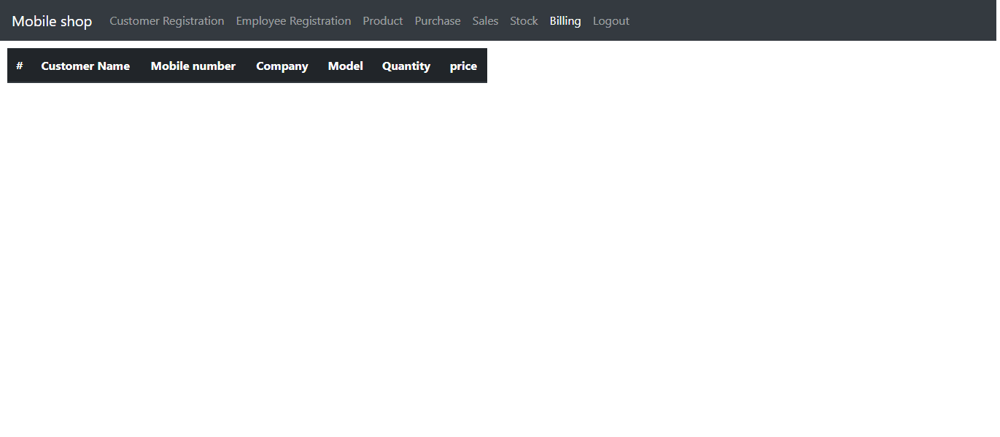 Mobile shop Customer Registration Employee Registration Product Purchase Sales Stock Billing Logout
# Customer Name Mobile number Company Model Quantity price